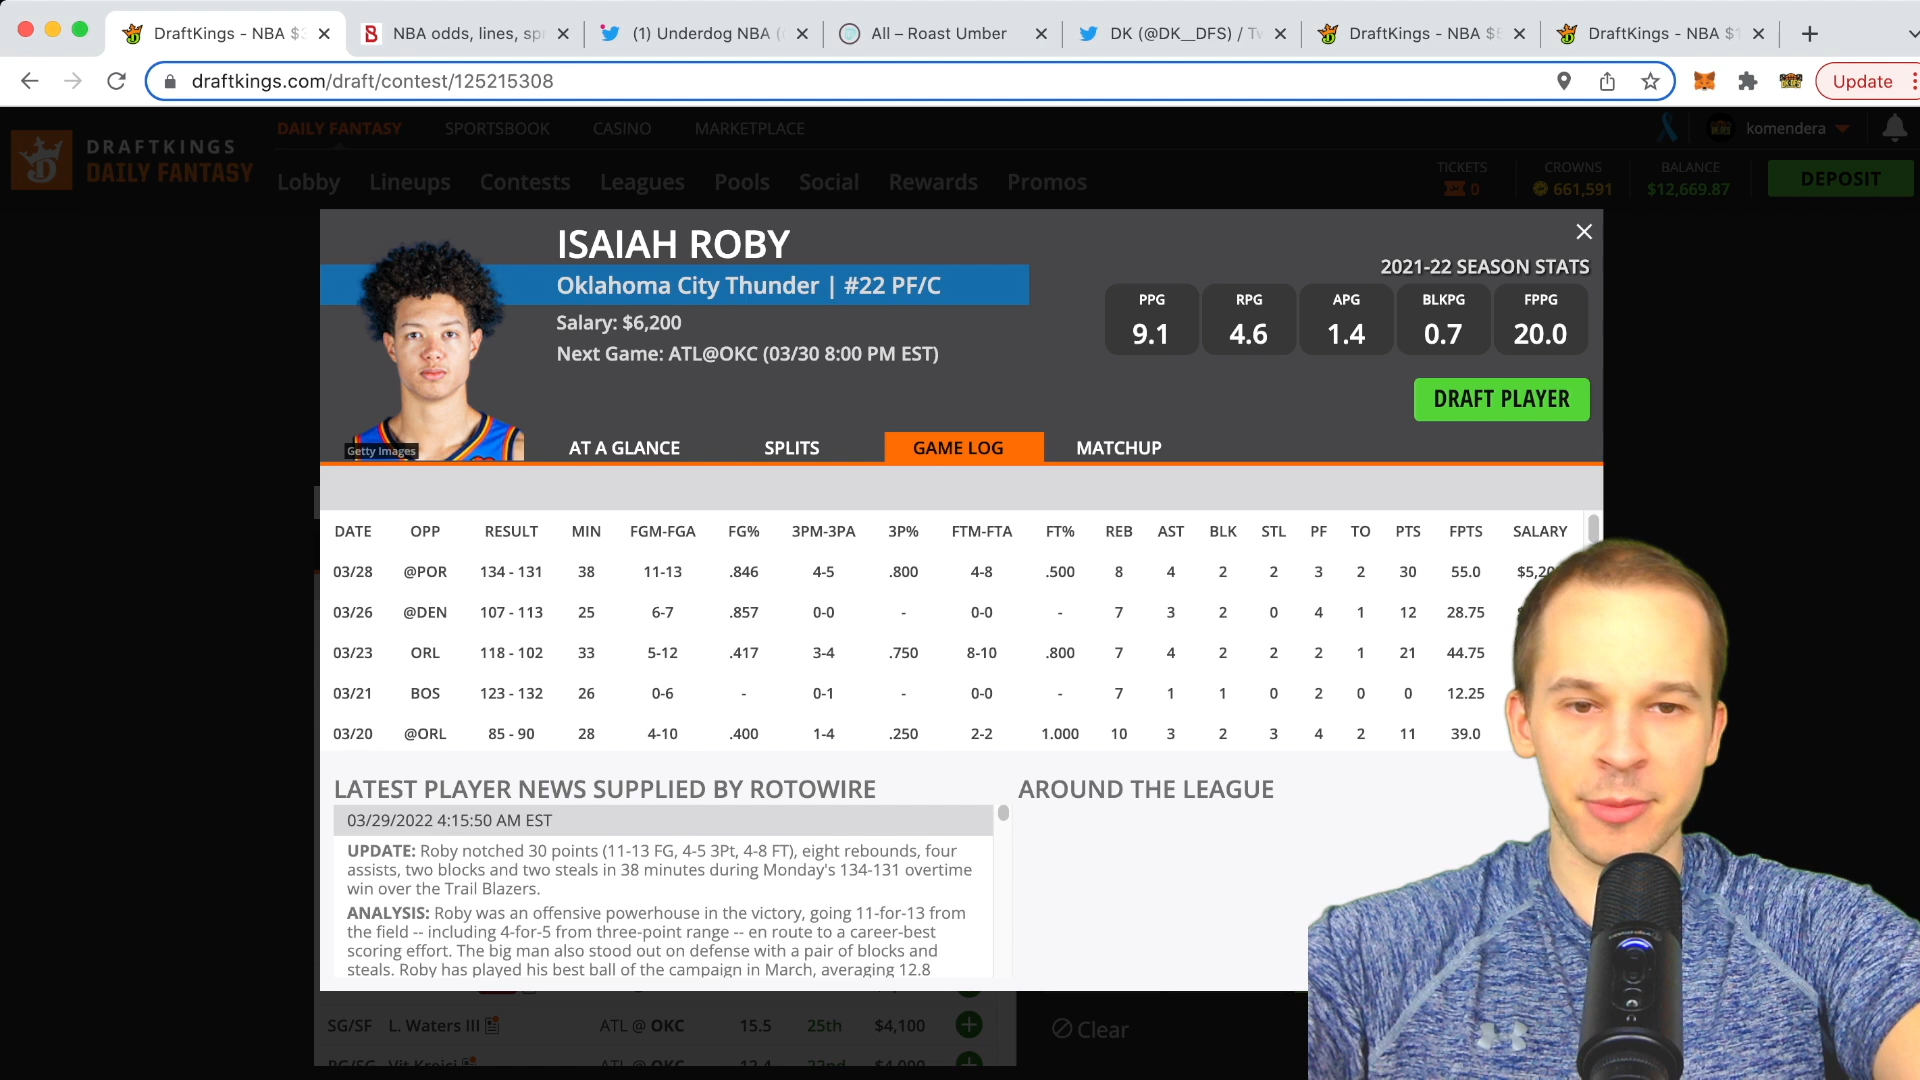 DraftKings - NBA $3
NBA odds, lines, spr
(1) Underdog NBA (
All – Roast Umber
DK (@DK__DFS) / Tw
DraftKings - NBA $
DraftKings - NBA $1
draftkings.com/draft/contest/125215308
Update
DRAFTKINGS
DAILY FANTASY
DAILY FANTASY SPORTSBOOK CASINO MARKETPLACE
komendera
Lobby Lineups Contests Leagues Pools Social Rewards Promos
TICKETS
0
CROWNS
661,591
BALANCE
$12,669.87
DEPOSIT
ISAIAH ROBY
Oklahoma City Thunder | #22 PF/C
Salary: $6,200
Next Game: ATL@OKC (03/30 8:00 PM EST)
Getty Images
2021-22 SEASON STATS
PPG RPG APG BLKPG FPPG
9.1 4.6 1.4 0.7 20.0
DRAFT PLAYER
AT A GLANCE SPLITS GAME LOG MATCHUP
DATE OPP RESULT MIN FGM-FGA FG% 3PM-3PA 3P% FTM-FTA FT% REB AST BLK STL PF TO PTS FPTS SALARY
03/28 @POR 134 - 131 38 11-13 .846 4-5 .800 4-8 .500 8 4 2 2 3 2 30 55.0 $5,20
03/26 @DEN 107 - 113 25 6-7 .857 0-0 - 0-0 - 7 3 2 0 4 1 12 28.75
03/23 ORL 118 - 102 33 5-12 .417 3-4 .750 8-10 .800 7 4 2 2 2 1 21 44.75
03/21 BOS 123 - 132 26 0-6 - 0-1 - 0-0 - 7 1 1 0 2 0 0 12.25
03/20 @ORL 85 - 90 28 4-10 .400 1-4 .250 2-2 1.000 10 3 2 3 4 2 11 39.0
LATEST PLAYER NEWS SUPPLIED BY ROTOWIRE
AROUND THE LEAGUE
03/29/2022 4:15:50 AM EST
UPDATE: Roby notched 30 points (11-13 FG, 4-5 3Pt, 4-8 FT), eight rebounds, four
assists, two blocks and two steals in 38 minutes during Monday's 134-131 overtime
win over the Trail Blazers.
ANALYSIS: Roby was an offensive powerhouse in the victory, going 11-for-13 from
the field -- including 4-for-5 from three-point range -- en route to a career-best
scoring effort. The big man also stood out on defense with a pair of blocks and
steals. Roby has played his best ball of the campaign in March, averaging 12.8
SG/SF L. Waters III ATL @ OKC 15.5 25th $4,100
Clear
PG/SG Vit Krejci ATL @ OKC 12.4 $4,000